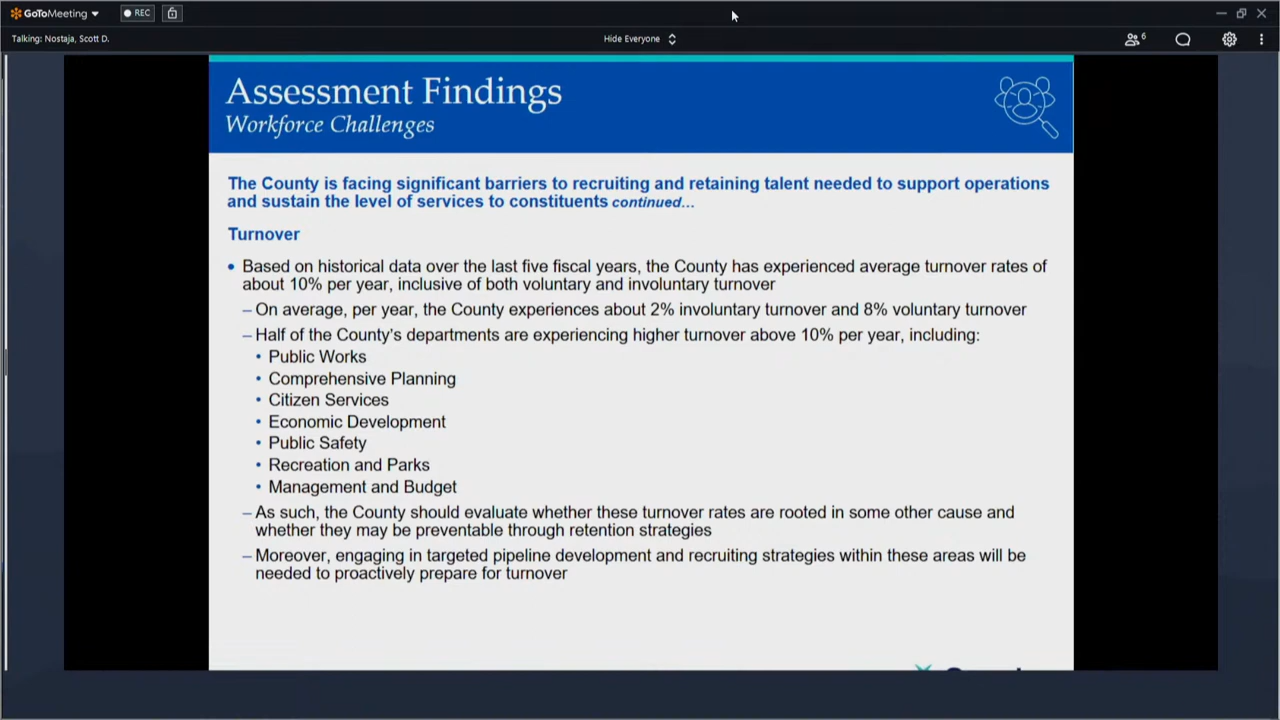 GoToMeeting
REC
Talking: Nostaja, Scott D.
Hide Everyone
6
Assessment Findings
Workforce Challenges
The County is facing significant barriers to recruiting and retaining talent needed to support operations
and sustain the level of services to constituents continued...
Turnover
• Based on historical data over the last five fiscal years, the County has experienced average turnover rates of
about 10% per year, inclusive of both voluntary and involuntary turnover
– On average, per year, the County experiences about 2% involuntary turnover and 8% voluntary turnover
– Half of the County's departments are experiencing higher turnover above 10% per year, including:
• Public Works
• Comprehensive Planning
• Citizen Services
• Economic Development
• Public Safety
• Recreation and Parks
• Management and Budget
– As such, the County should evaluate whether these turnover rates are rooted in some other cause and
whether they may be preventable through retention strategies
– Moreover, engaging in targeted pipeline development and recruiting strategies within these areas will be
needed to proactively prepare for turnover